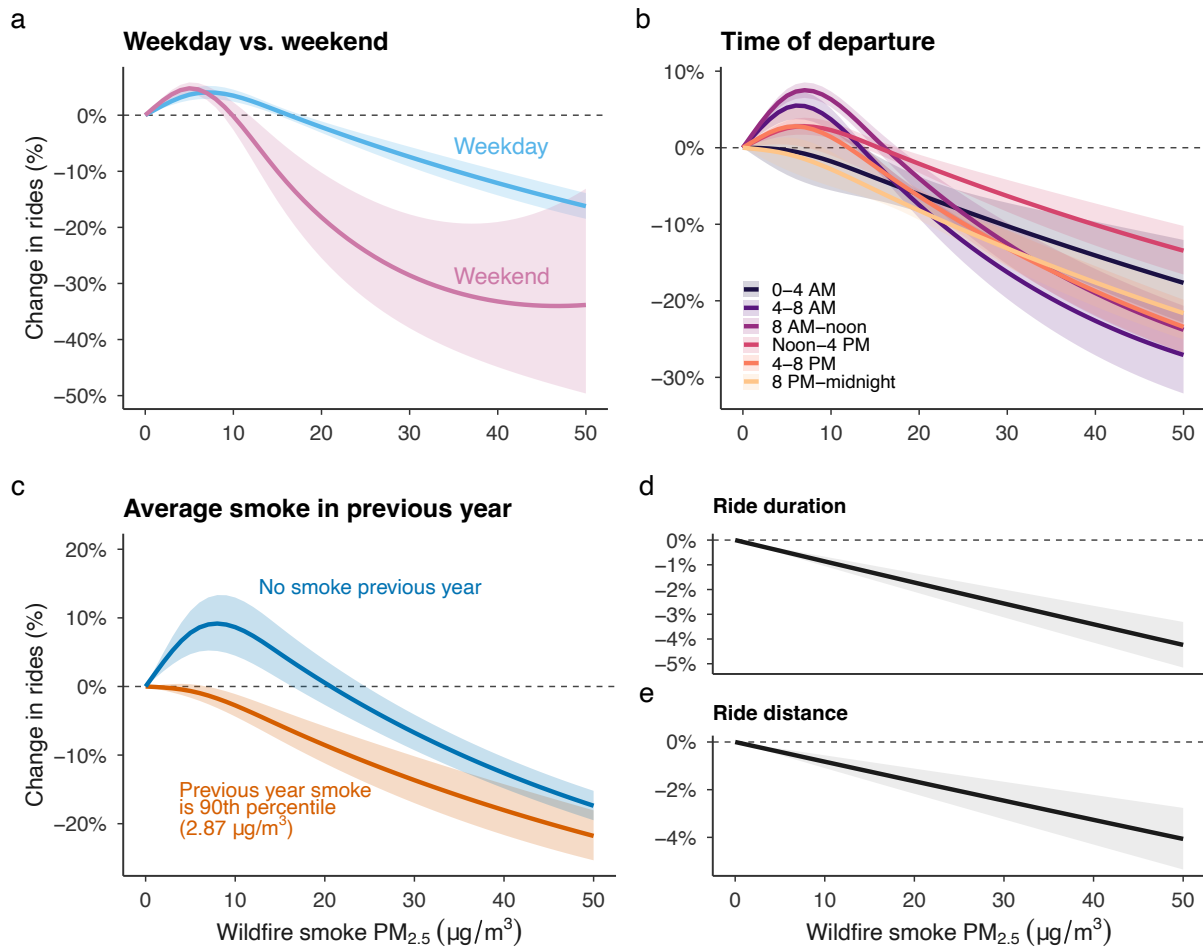 a
Weekday vs. weekend
Change in rides (%)
0%
−10%
−20%
−30%
−40%
−50%
Weekday
Weekend
0 10 20 30 40 50
b
Time of departure
10%
0%
−10%
−20%
−30%
0−4 AM
4−8 AM
8 AM−noon
Noon−4 PM
4−8 PM
8 PM−midnight
0 10 20 30 40 50
c
Average smoke in previous year
Change in rides (%)
20%
10%
0%
−10%
−20%
No smoke previous year
Previous year smoke
is 90th percentile
(2.87 μg/m³)
0 10 20 30 40 50
Wildfire smoke PM₂.₅ (μg/m³)
d
Ride duration
0%
−1%
−2%
−3%
−4%
−5%
e
Ride distance
0%
−2%
−4%
0 10 20 30 40 50
Wildfire smoke PM₂.₅ (μg/m³)